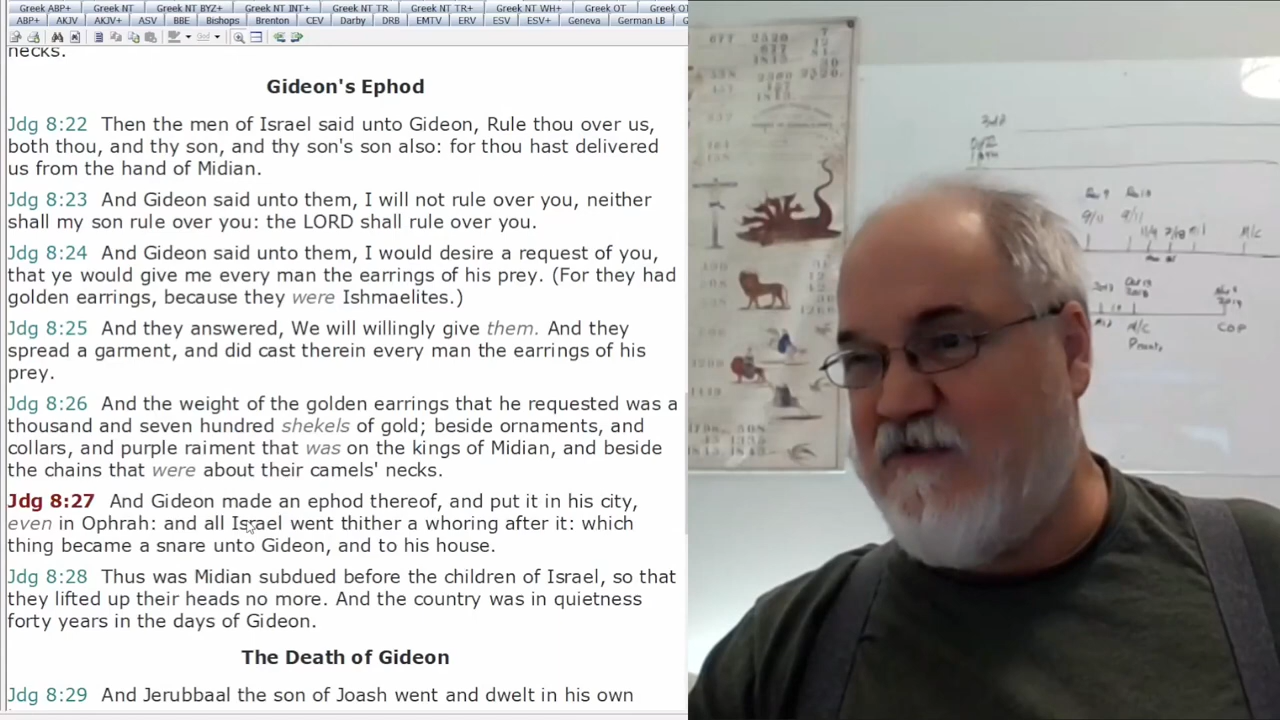 Greek ABP+ Greek NT Greek NT BYZ+ Greek NT INT+ Greek NT TR Greek NT TR+ Greek NT WH+ Greek OT Greek OT
ABP+ AKJV AKJV+ ASV BBE Bishops Brenton CEV Darby DRB EMTV ERV ESV ESV+ Geneva German LB
necks.
Gideon's Ephod
Jdg 8:22 Then the men of Israel said unto Gideon, Rule thou over us,
both thou, and thy son, and thy son's son also: for thou hast delivered
us from the hand of Midian.
Jdg 8:23 And Gideon said unto them, I will not rule over you, neither
shall my son rule over you: the LORD shall rule over you.
Jdg 8:24 And Gideon said unto them, I would desire a request of you,
that ye would give me every man the earrings of his prey. (For they had
golden earrings, because they were Ishmaelites.)
Jdg 8:25 And they answered, We will willingly give them. And they
spread a garment, and did cast therein every man the earrings of his
prey.
Jdg 8:26 And the weight of the golden earrings that he requested was a
thousand and seven hundred shekels of gold; beside ornaments, and
collars, and purple raiment that was on the kings of Midian, and beside
the chains that were about their camels' necks.
Jdg 8:27 And Gideon made an ephod thereof, and put it in his city,
even in Ophrah: and all Israel went thither a whoring after it: which
thing became a snare unto Gideon, and to his house.
Jdg 8:28 Thus was Midian subdued before the children of Israel, so that
they lifted up their heads no more. And the country was in quietness
forty years in the days of Gideon.
The Death of Gideon
Jdg 8:29 And Jerubbaal the son of Joash went and dwelt in his own
677 2520
2300
1843
9/11 9/11
M/C
M/C
COP